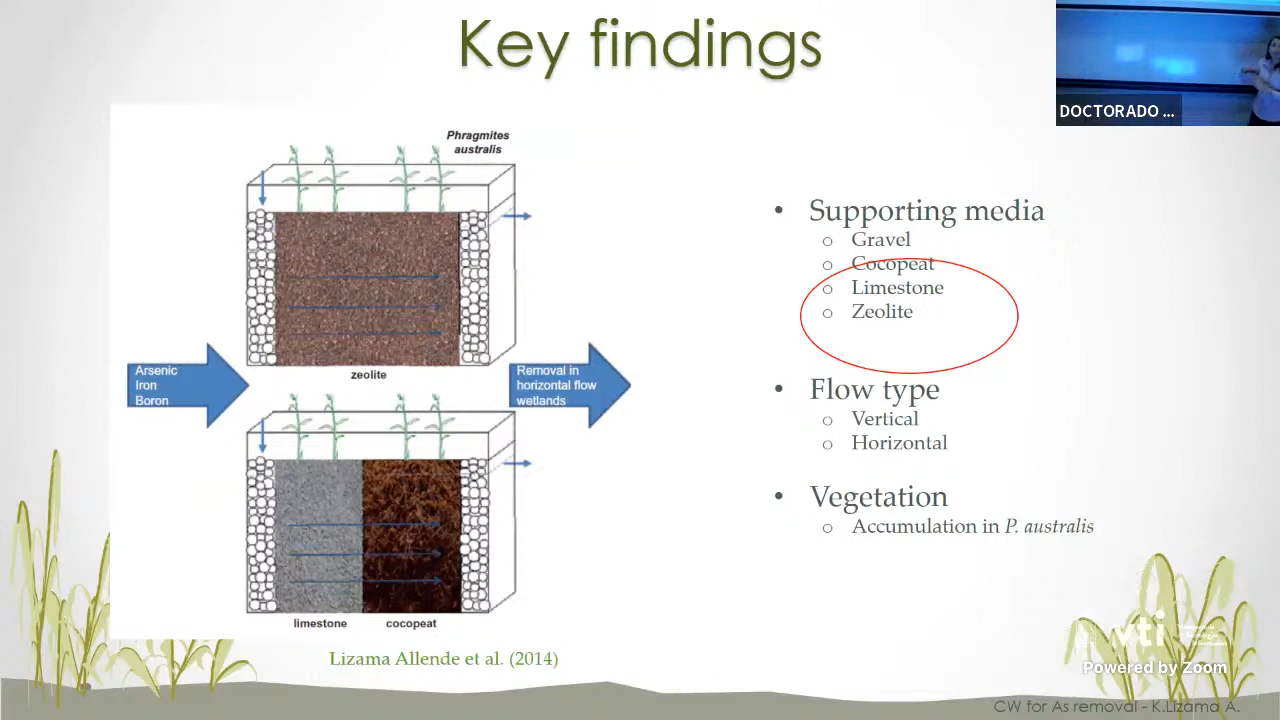 Key findings
DOCTORADO ...
Phragmites
australis
zeolite
Arsenic
Iron
Boron
Removal in
horizontal flow
wetlands
limestone
cocopeat
Lizama Allende et al. (2014)
• Supporting media
o Gravel
o Cocopeat
o Limestone
o Zeolite
• Flow type
o Vertical
o Horizontal
• Vegetation
o Accumulation in P. australis
vti
Powered by Zoom
CW for As removal - K.Lizama A.